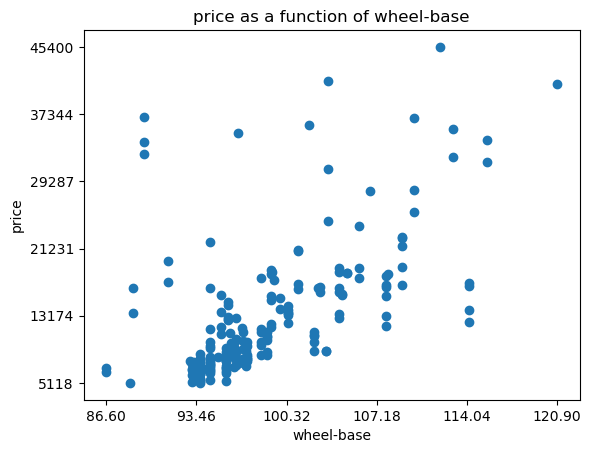 price as a function of wheel-base
45400
37344
29287
21231
13174
5118
price
86.60 93.46 100.32 107.18 114.04 120.90
wheel-base